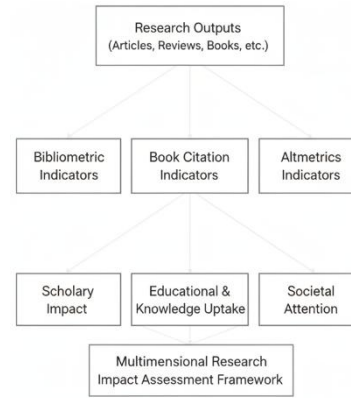 Research Outputs
(Articles, Reviews, Books, etc.)
Bibliometric
Indicators
Book Citation
Indicators
Altmetrics
Indicators
Scholary
Impact
Educational &
Knowledge Uptake
Societal
Attention
Multimensional Research
Impact Assessment Framework